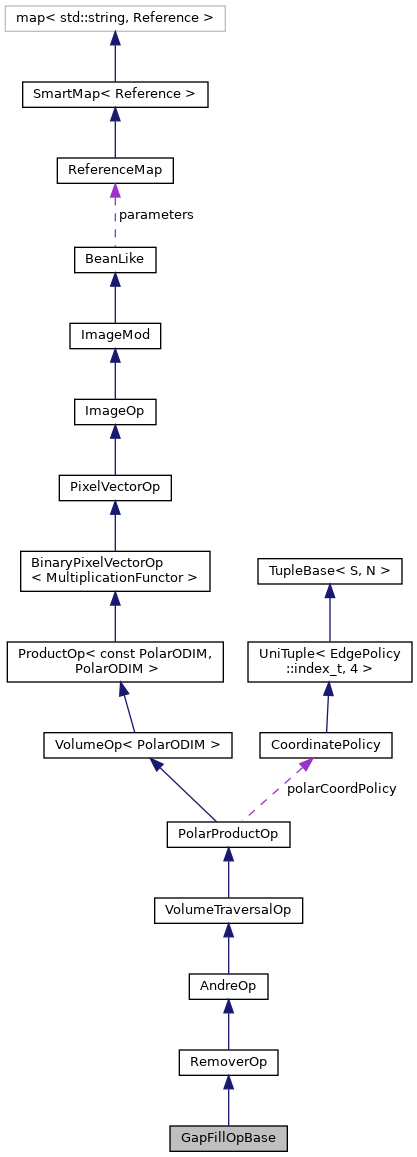 map< std::string, Reference >
SmartMap< Reference >
ReferenceMap
parameters
BeanLike
ImageMod
ImageOp
PixelVectorOp
BinaryPixelVectorOp
< MultiplicationFunctor >
TupleBase< S, N >
ProductOp< const PolarODIM,
PolarODIM >
UniTuple< EdgePolicy
::index_t, 4 >
VolumeOp< PolarODIM >
CoordinatePolicy
polarCoordPolicy
PolarProductOp
VolumeTraversalOp
AndreOp
RemoverOp
GapFillOpBase